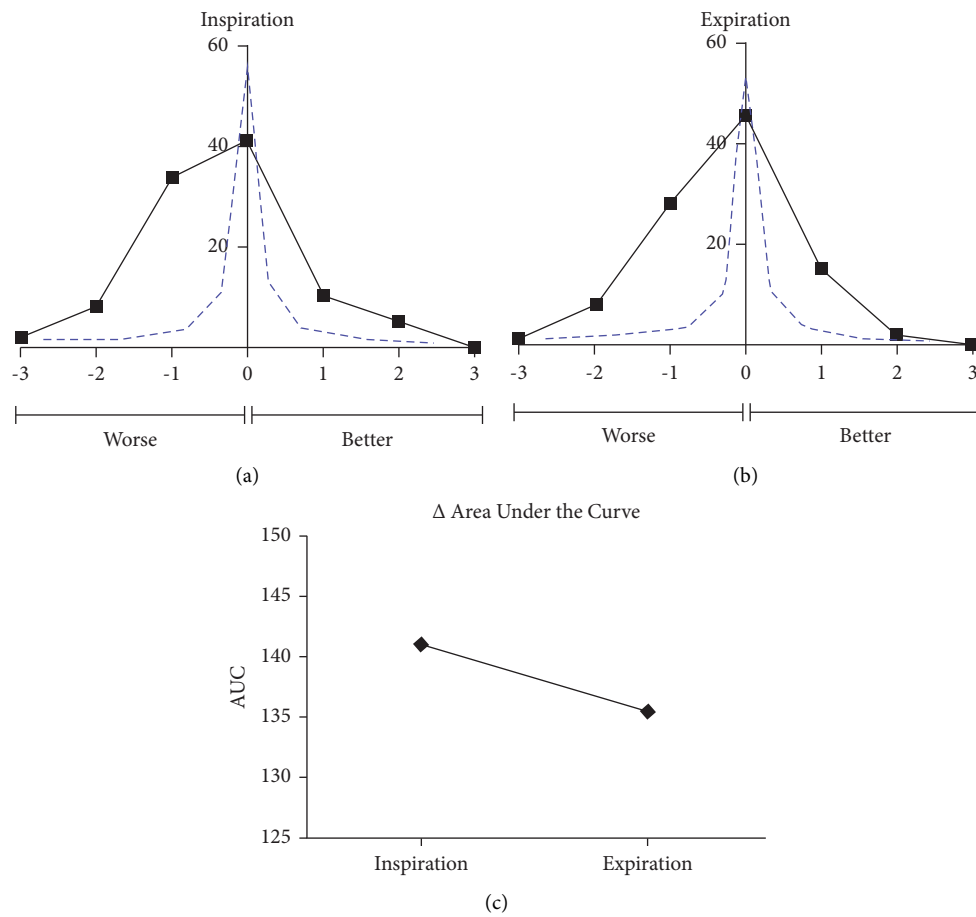 Inspiration
60
40
20
-3 -2 -1 0 1 2 3
Worse Better
(a)
Expiration
60
40
20
-3 -2 -1 0 1 2 3
Worse Better
(b)
Δ Area Under the Curve
150
145
140
135
130
125
AUC
Inspiration Expiration
(c)